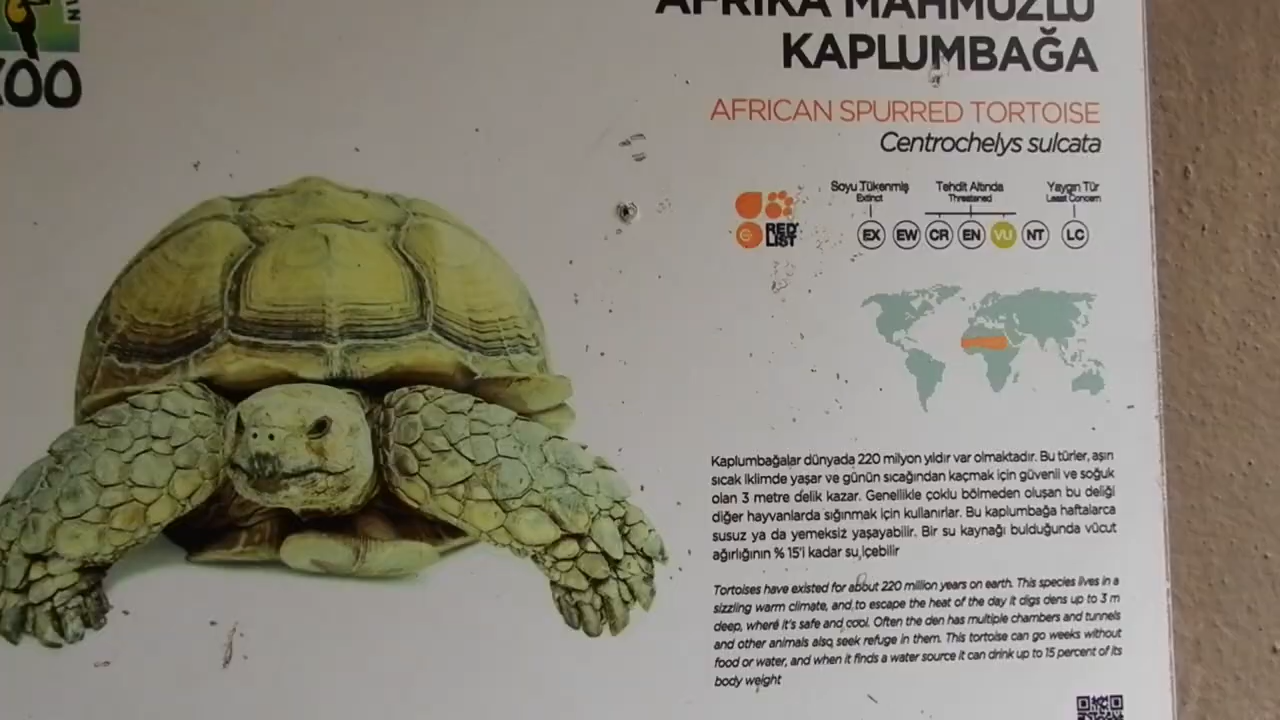 ZOO
AFRİKA MAHMUZLU
KAPLUMBAĞA
AFRICAN SPURRED TORTOISE
Centrochelys sulcata
Soyu Tükenmiş
Extinct
Tehdit Altında
Threatened
Yaygın Tür
Least Concern
RED
LIST
EX EW CR EN VU NT LC
Kaplumbağalar dünyada 220 milyon yıldır var olmaktadır. Bu türler, aşırı
sıcak iklimde yaşar ve günün sıcağından kaçmak için güvenli ve soğuk
olan 3 metre delik kazar. Genellikle çoklu bölmeden oluşan bu deliği
diğer hayvanlarda sığınmak için kullanırlar. Bu kaplumbağa haftalarca
susuz ya da yemeksiz yaşayabilir. Bir su kaynağı bulduğunda vücut
ağırlığının % 15'i kadar su içebilir
Tortoises have existed for about 220 million years on earth. This species lives in a
sizzling warm climate, and to escape the heat of the day it digs dens up to 3 m
deep, where it's safe and cool. Often the den has multiple chambers and tunnels
and other animals also seek refuge in them. This tortoise can go weeks without
food or water, and when it finds a water source it can drink up to 15 percent of its
body weight